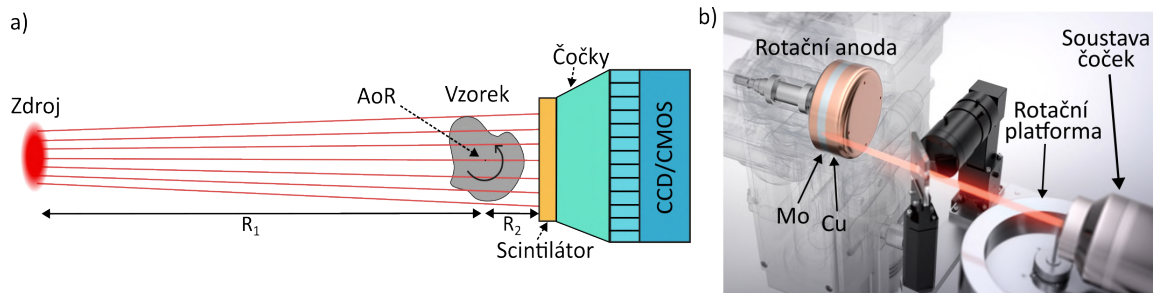 a)
Zdroj
AoR
Vzorek
Čočky
CCD/CMOS
R1
R2
Scintilátor
b)
Rotační anoda
Soustava
čoček
Rotační
platforma
Mo
Cu